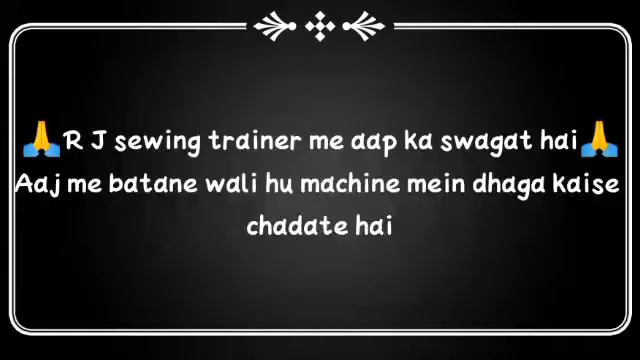 🙏R J sewing trainer me aap ka swagat hai🙏
Aaj me batane wali hu machine mein dhaga kaise
chadate hai